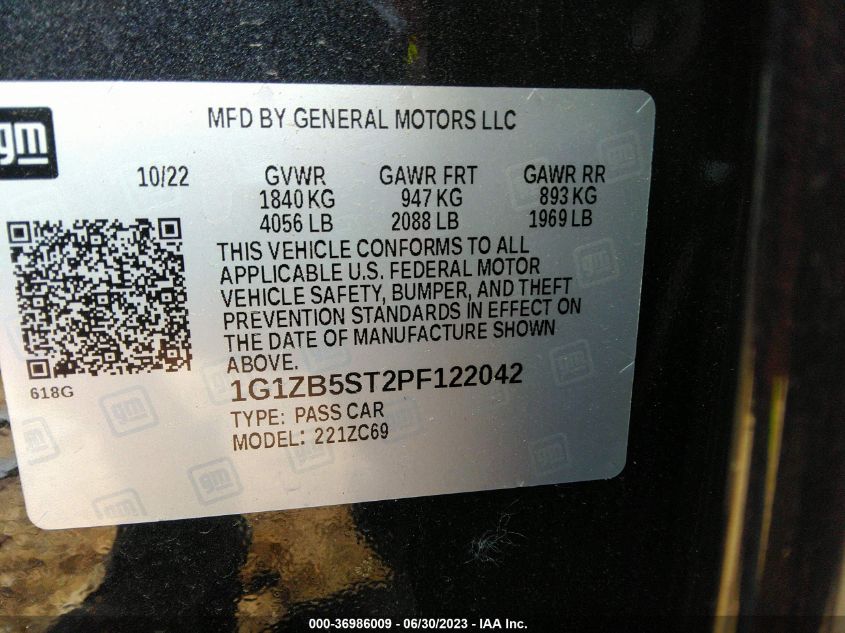 gm
MFD BY GENERAL MOTORS LLC
10/22 GVWR GAWR FRT GAWR RR
1840 KG 947 KG 893 KG
4056 LB 2088 LB 1969 LB
THIS VEHICLE CONFORMS TO ALL
APPLICABLE U.S. FEDERAL MOTOR
VEHICLE SAFETY, BUMPER, AND THEFT
PREVENTION STANDARDS IN EFFECT ON
THE DATE OF MANUFACTURE SHOWN
ABOVE.
618G
1G1ZB5ST2PF122042
TYPE: PASS CAR
MODEL: 221ZC69
000-36986009 - 06/30/2023 - IAA Inc.